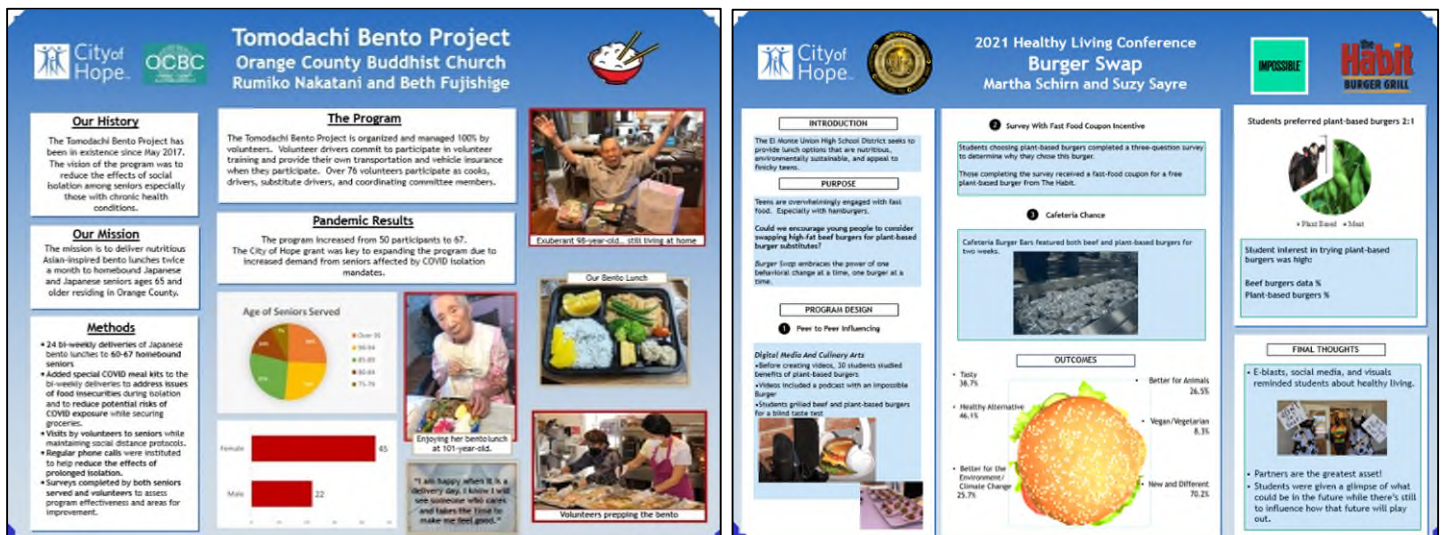 City of
Hope™
OCBC
Tomodachi Bento Project
Orange County Buddhist Church
Rumiko Nakatani and Beth Fujishige
Our History
The Tomodachi Bento Project has
been in existence since May 2017.
The vision of the program was to
reduce the effects of social
isolation among seniors especially
those with chronic health
conditions.
Our Mission
The mission is to deliver nutritious
Asian-inspired bento lunches twice
a month to homebound Japanese
and Japanese seniors ages 65 and
older residing in Orange County.
Methods
• 24 bi-weekly deliveries of Japanese
bento lunches to 60-67 homebound
seniors
• Added special COVID meal kits to the
bi-weekly deliveries to address issues
of food insecurities during isolation
and to reduce potential risks of
COVID exposure while securing
groceries.
• Visits by volunteers to seniors while
maintaining social distance protocols.
• Regular phone calls were instituted
to help reduce the effects of
prolonged isolation.
• Surveys completed by both seniors
served and volunteers to assess
program effectiveness and areas for
improvement.
The Program
The Tomodachi Bento Project is organized and managed 100% by
volunteers. Volunteer drivers commit to participate in volunteer
training and provide their own transportation and vehicle insurance
when they participate. Over 76 volunteers participate as cooks,
drivers, substitute drivers, and coordinating committee members.
Pandemic Results
The program increased from 50 participants to 67.
The City of Hope grant was key to expanding the program due to
increased demand from seniors affected by COVID isolation
mandates.
Age of Seniors Served
90-94
85-89
80-84
75-79
Female
45
Male
22
Exuberant 98-year-old... still living at home
Our Bento Lunch
Enjoying her bento lunch
at 101-year-old.
"I am happy when it is a
delivery day. I know I will
see someone who cares
and takes the time to
make me feel good."
Volunteers prepping the bento
City of
Hope™
2021 Healthy Living Conference
Burger Swap
Martha Schirn and Suzy Sayre
IMPOSSIBLE
the
Habit
BURGER GRILL
INTRODUCTION
The El Monte Union High School District seeks to
provide lunch options that are nutritious,
environmentally sustainable, and appeal to
finicky teens.
PURPOSE
Teens are overwhelmingly engaged with fast
food. Especially with hamburgers.
Could we encourage young people to consider
swapping high-fat beef burgers for plant-based
burger substitutes?
Burger Swap embraces the power of one
behavioral change at a time, one burger at a
time.
PROGRAM DESIGN
1 Peer to Peer Influencing
Digital Media And Culinary Arts
•Before creating videos, 30 students studied
benefits of plant-based burgers
•Videos included a podcast with an Impossible
Burger
•Students grilled beef and plant-based burgers
for a blind taste test
2 Survey With Fast Food Coupon Incentive
Students choosing plant-based burgers completed a three-question survey
to determine why they chose this burger.
Those completing the survey received a fast-food coupon for a free
plant-based burger from The Habit.
3 Cafeteria Chance
Cafeteria Burger Bars featured both beef and plant-based burgers for
two weeks.
OUTCOMES
• Tasty
38.7%
• Healthy Alternative
46.1%
• Better for the
Environment/
Climate Change
25.7%
• Better for Animals
26.5%
• Vegan/Vegetarian
8.3%
• New and Different
70.2%
Students preferred plant-based burgers 2:1
Plant Based
Meat
Student interest in trying plant-based
burgers was high:
Beef burgers data %
Plant-based burgers %
FINAL THOUGHTS
• E-blasts, social media, and visuals
reminded students about healthy living.
• Partners are the greatest asset!
• Students were given a glimpse of what
could be in the future while there's still
to influence how that future will play
out.